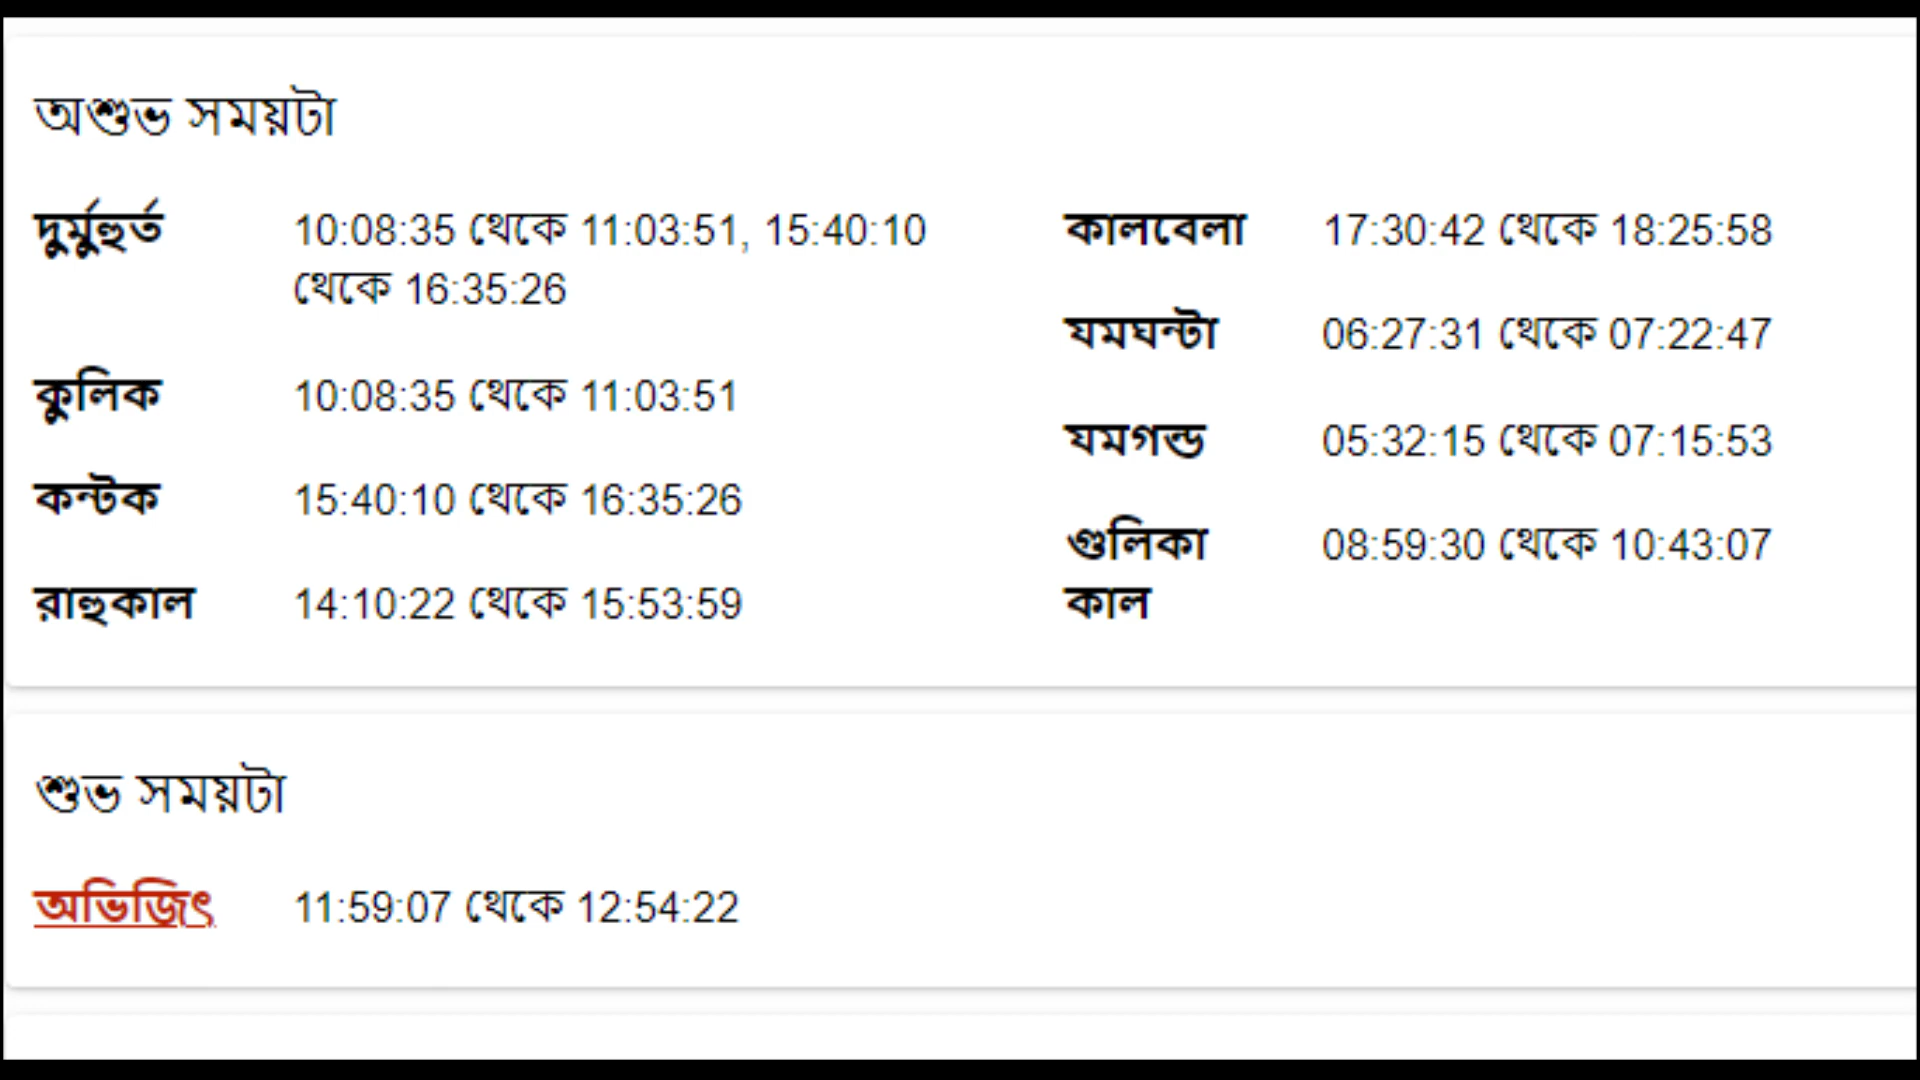 অশুভ সময়টা
দুর্মুহুর্ত 10:08:35 থেকে 11:03:51, 15:40:10
থেকে 16:35:26
কুলিক 10:08:35 থেকে 11:03:51
কন্টক 15:40:10 থেকে 16:35:26
রাহুকাল 14:10:22 থেকে 15:53:59
কালবেলা 17:30:42 থেকে 18:25:58
যমঘন্টা 06:27:31 থেকে 07:22:47
যমগন্ড 05:32:15 থেকে 07:15:53
গুলিকা 08:59:30 থেকে 10:43:07
কাল
শুভ সময়টা
অভিজিৎ 11:59:07 থেকে 12:54:22